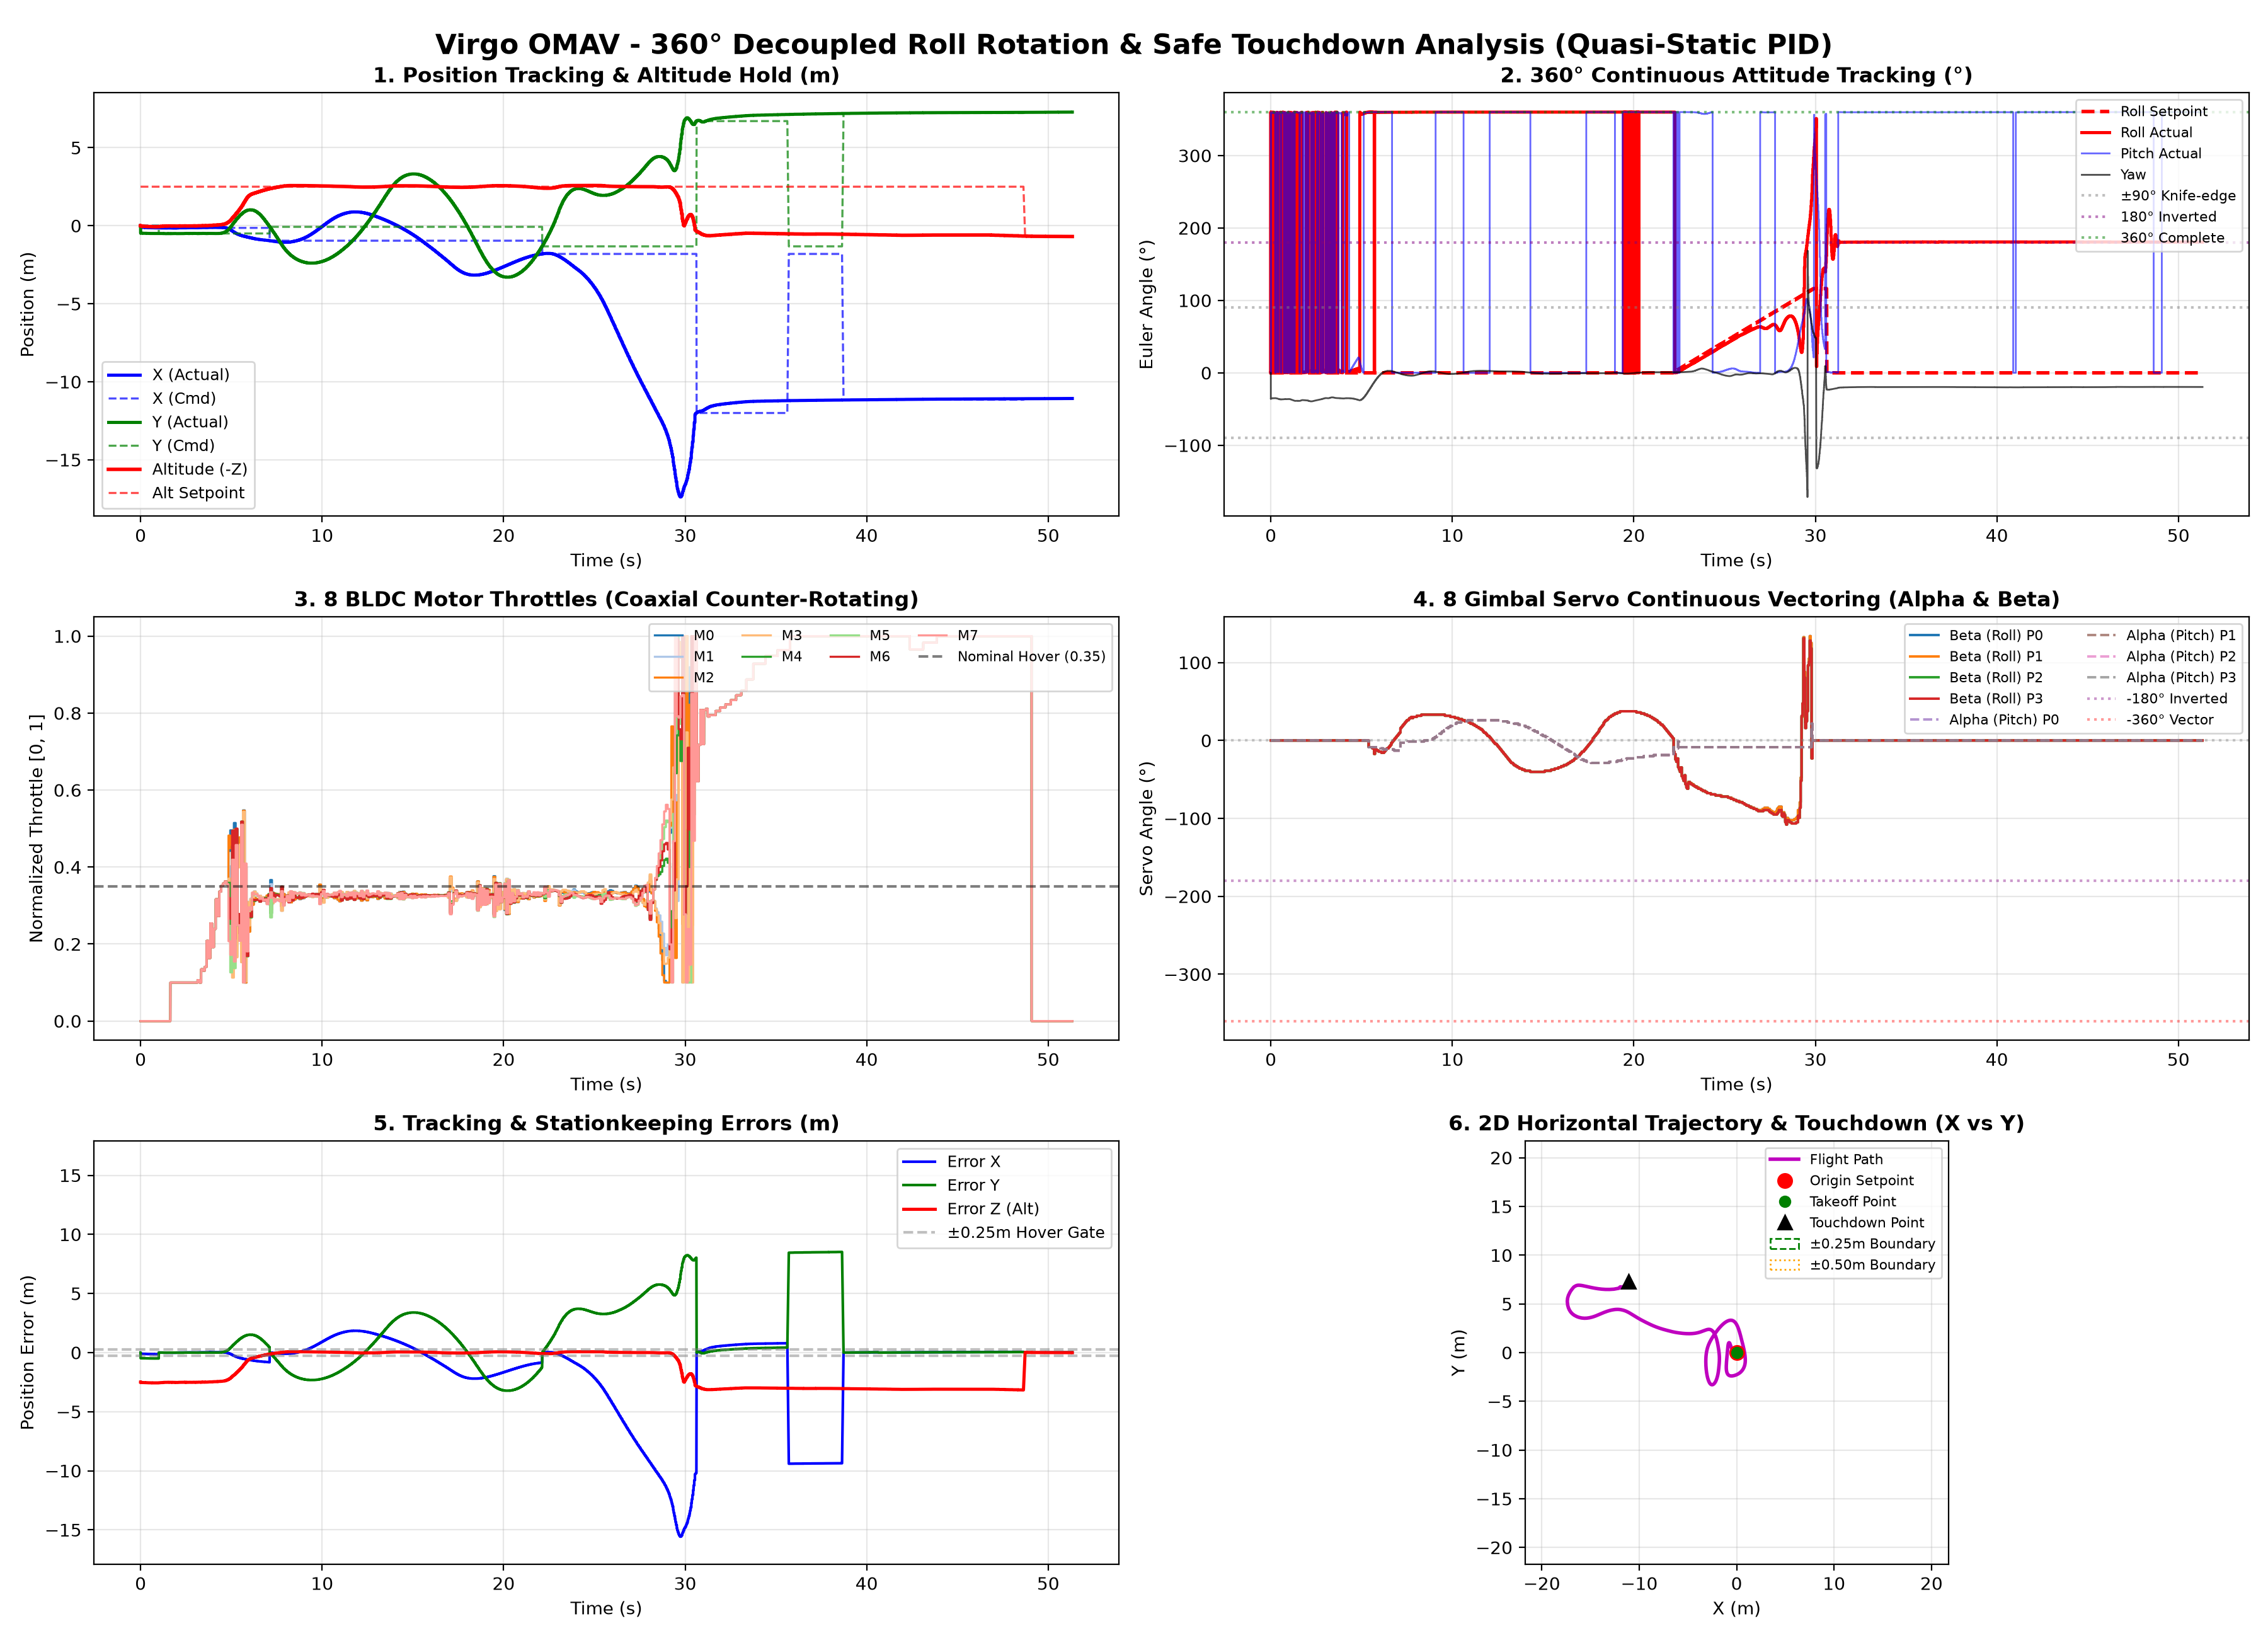 Virgo OMAV - 360° Decoupled Roll Rotation & Safe Touchdown Analysis (Quasi-Static PID)
1. Position Tracking & Altitude Hold (m)
Position (m)
5
0
−5
−10
−15
X (Actual)
X (Cmd)
Y (Actual)
Y (Cmd)
Altitude (-Z)
Alt Setpoint
0
10
20
30
40
50
Time (s)
2. 360° Continuous Attitude Tracking (°)
Euler Angle (°)
300
200
100
0
−100
Roll Setpoint
Roll Actual
Pitch Actual
Yaw
±90° Knife-edge
180° Inverted
360° Complete
0
10
20
30
40
50
Time (s)
3. 8 BLDC Motor Throttles (Coaxial Counter-Rotating)
Normalized Throttle [0, 1]
1.0
0.8
0.6
0.4
0.2
0.0
M0
M1
M2
M3
M4
M5
M6
M7
Nominal Hover (0.35)
0
10
20
30
40
50
Time (s)
4. 8 Gimbal Servo Continuous Vectoring (Alpha & Beta)
Servo Angle (°)
100
0
−100
−200
−300
Beta (Roll) P0
Beta (Roll) P1
Beta (Roll) P2
Beta (Roll) P3
Alpha (Pitch) P0
Alpha (Pitch) P1
Alpha (Pitch) P2
Alpha (Pitch) P3
-180° Inverted
-360° Vector
0
10
20
30
40
50
Time (s)
5. Tracking & Stationkeeping Errors (m)
Position Error (m)
15
10
5
0
−5
−10
−15
Error X
Error Y
Error Z (Alt)
±0.25m Hover Gate
0
10
20
30
40
50
Time (s)
6. 2D Horizontal Trajectory & Touchdown (X vs Y)
Y (m)
20
15
10
5
0
−5
−10
−15
−20
Flight Path
Origin Setpoint
Takeoff Point
Touchdown Point
±0.25m Boundary
±0.50m Boundary
−20
−10
0
10
20
X (m)